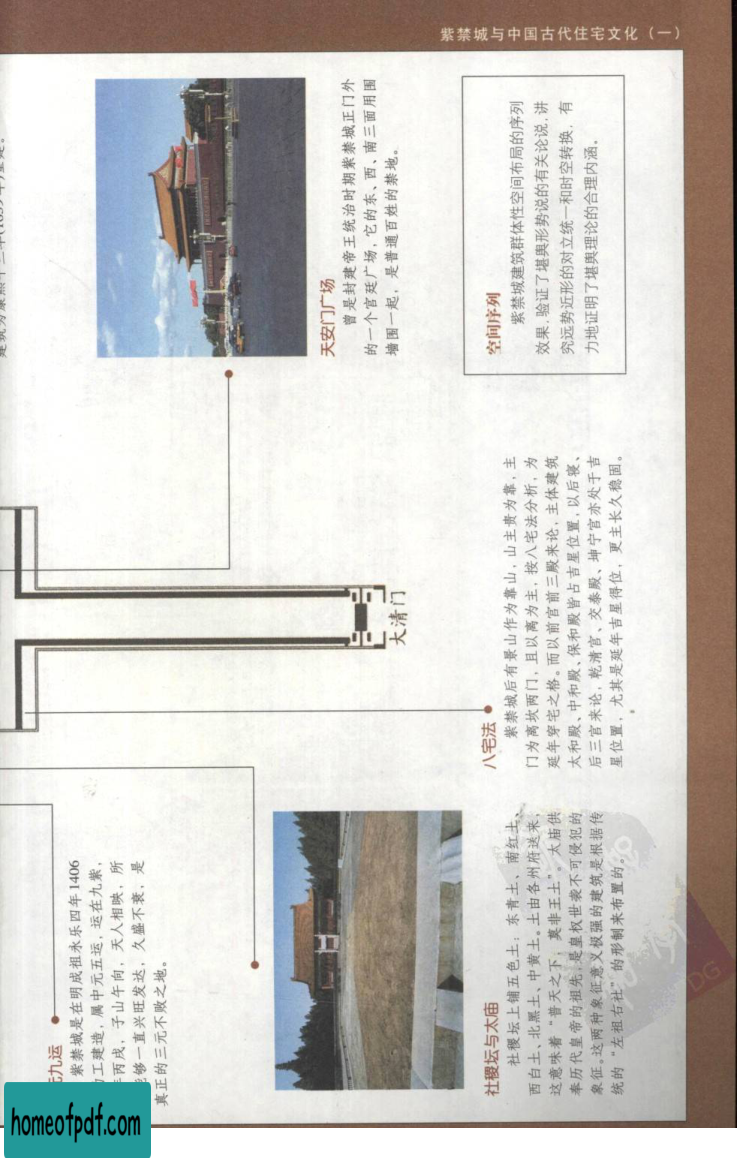 紫禁城与中国古代住宅文化（一）
天安门广场
曾是封建帝王统治时期紫禁城正门外
的一个宫廷广场，它的东、西、南三面用围
墙围一起，是普通百姓的禁地。
空间序列
紫禁城建筑群体性空间布局的序列
效果，验证了堪舆形势说的有关论说，讲
究远势近形的对立统一和时空转换，有
力地证明了堪舆理论的合理内涵。
大清门
八宅法
紫禁城后有景山作为靠山，山主贵为靠，主
门为离坎两门，且以离为主，按八宅法分析，为
延年穿宅之格。而以前宫前三殿来论，主体建筑
太和殿、中和殿、保和殿皆占吉星位置，以后寝、
后三宫来论，乾清宫、交泰殿、坤宁宫亦处于吉
星位置，尤其是延年吉星得位，更主长久稳固。
元九运
紫禁城是在明成祖永乐四年1406
动工建造，属中元五运，运在九紫，
年丙戌，子山午向，天人相映，所
能够一直兴旺发达，久盛不衰，是
真正的三元不败之地。
社稷坛与太庙
社稷坛上铺五色土：东青土、南红土、
西白土、北黑土、中黄土。土由各州府送来，
这意味着“普天之下，莫非王土”。太庙供
奉历代皇帝的祖先，是皇权世袭不可侵犯的
象征。这两种象征意义极强的建筑是根据传
统的“左祖右社”的形制来布置的。
DG
homeofpdf.com